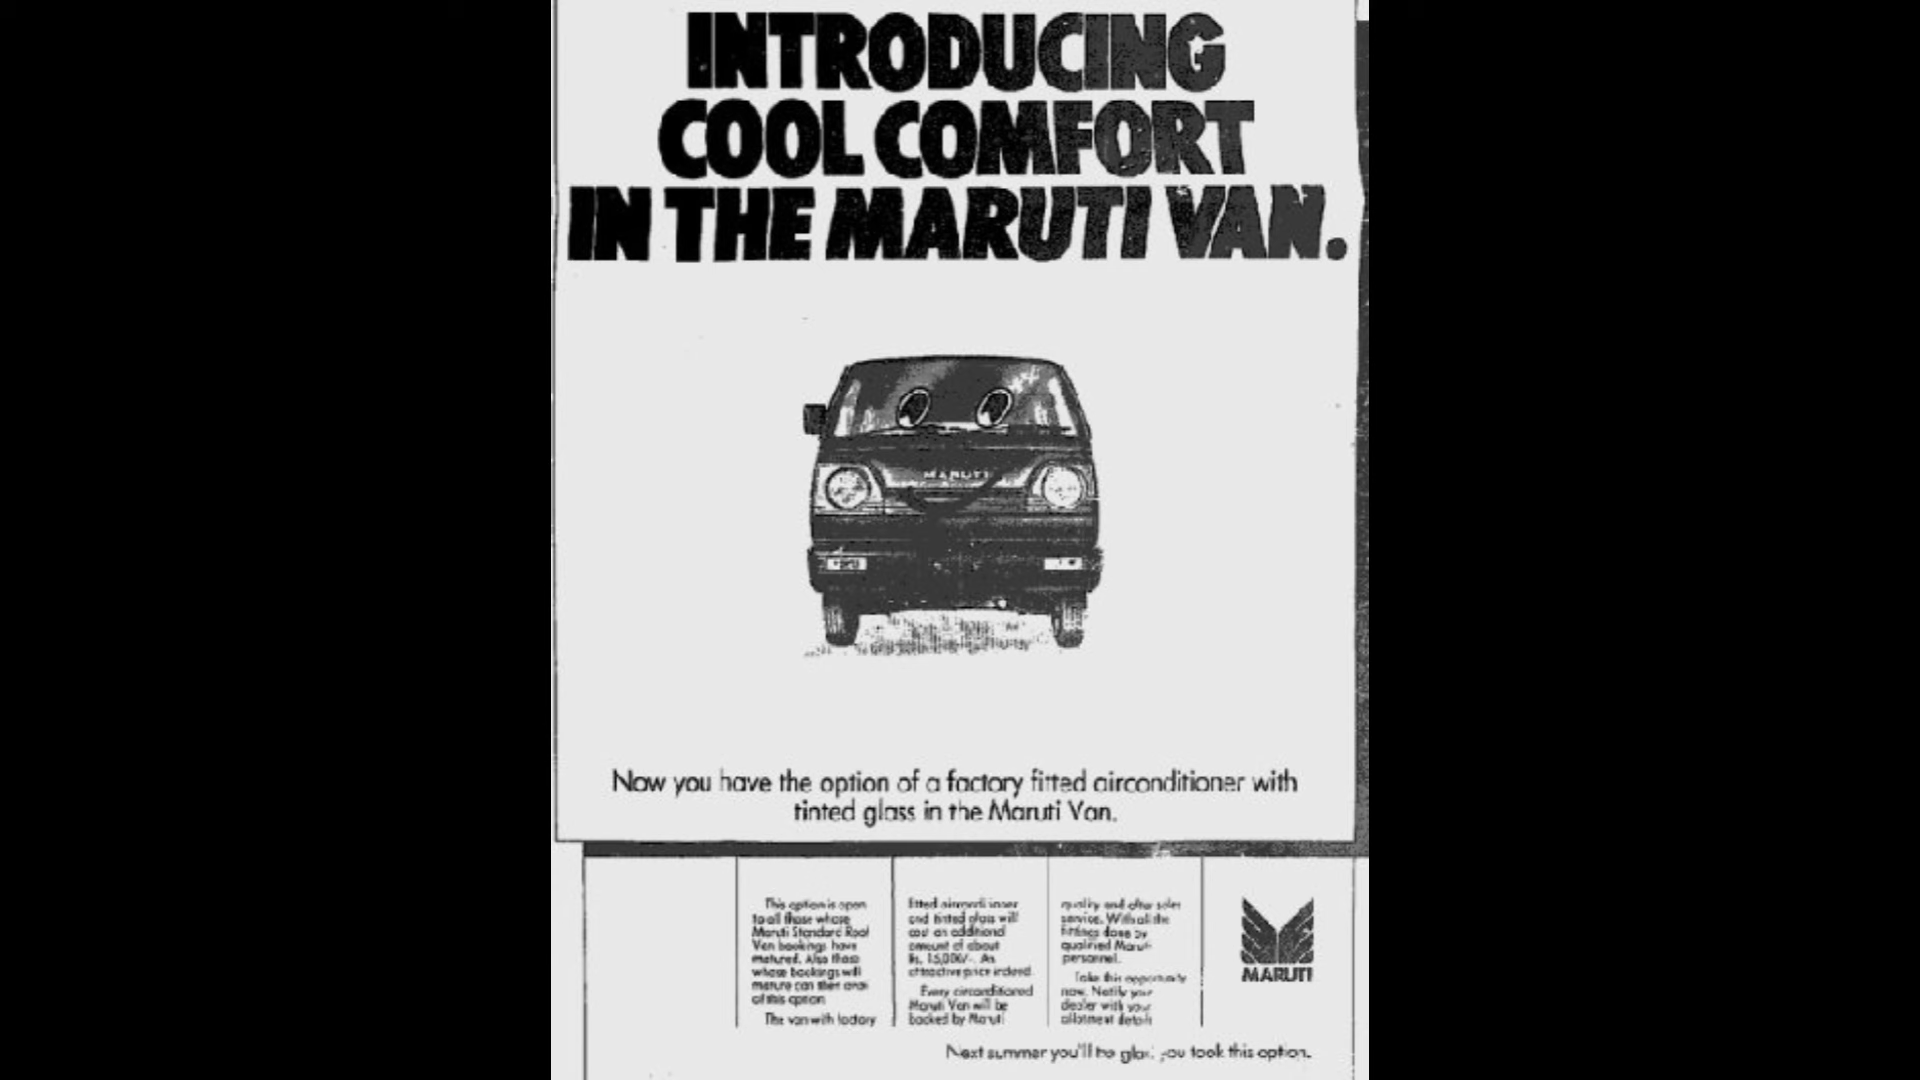 INTRODUCING
COOL COMFORT
IN THE MARUTI VAN.
MARUTI
Now you have the option of a factory fitted airconditioner with
tinted glass in the Maruti Van.
This option is open
to all those whose
Maruti Standard Roof
Van bookings have
matured. Also those
whose bookings will
mature can then avail
of this option
The van with factory
fitted airconditioner
and tinted glass will
cost an additional
amount of about
Rs. 15,000/-. An
attractive price indeed.
Every airconditioned
Maruti Van will be
backed by Maruti
quality and after sales
service. With all the
fittings done by
qualified Maruti
personnel.
Take this opportunity
now. Notify your
dealer with your
allotment details
MARUTI
Next summer you'll be glad you took this option.